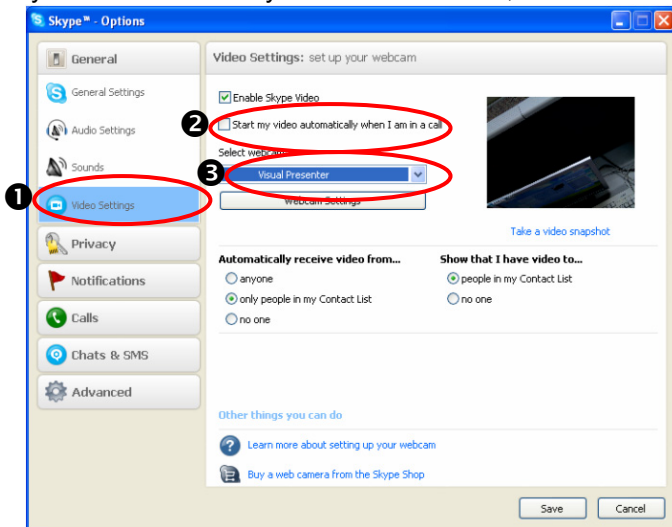 Skype™ - Options
General
General Settings
Audio Settings
Sounds
Video Settings
Privacy
Notifications
Calls
Chats & SMS
Advanced
Video Settings: set up your webcam
Enable Skype Video
2
Start my video automatically when I am in a call
Select webcam
3
Visual Presenter
1
Webcam Settings
Take a video snapshot
Automatically receive video from...
anyone
only people in my Contact List
no one
Show that I have video to...
people in my Contact List
no one
Other things you can do
Learn more about setting up your webcam
Buy a web camera from the Skype Shop
Save
Cancel